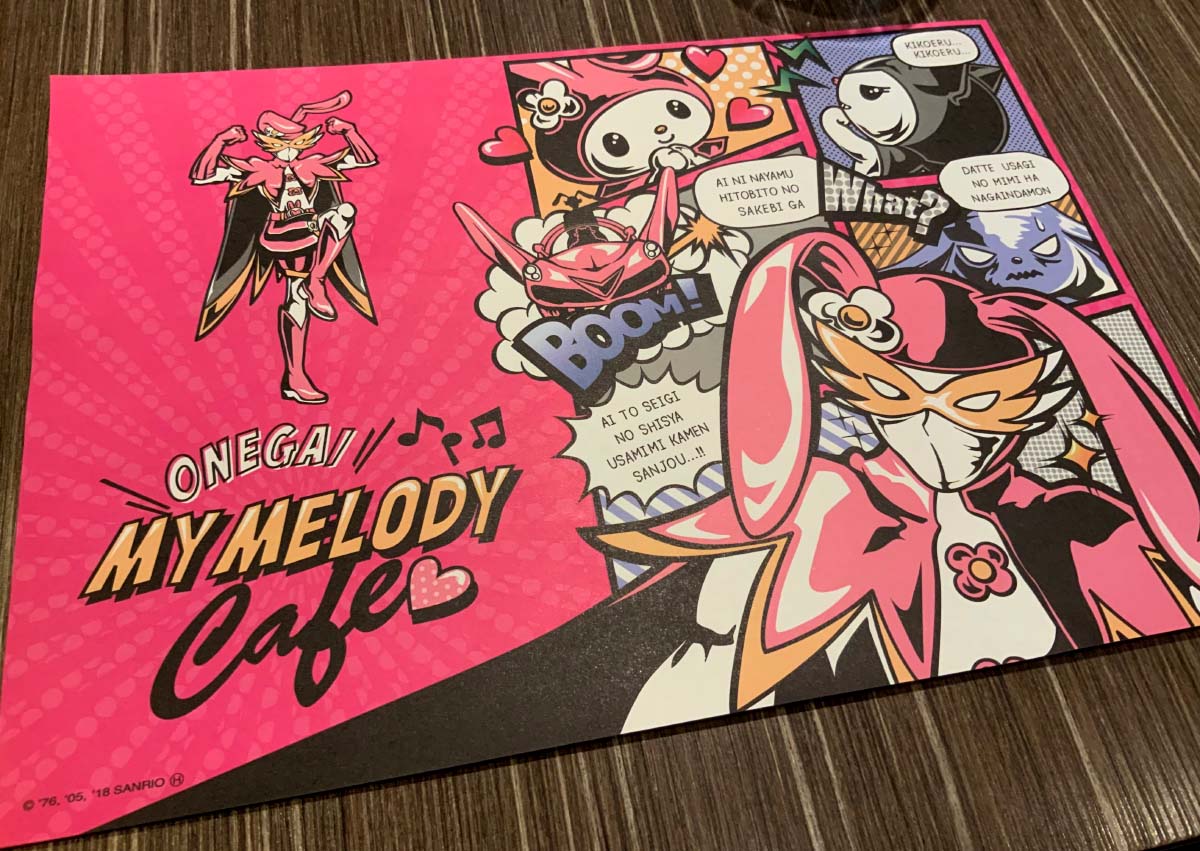 ONEGAI
MY MELODY
Cafe
© '76, '05, '18 SANRIO Ⓗ
KIKOERU...
KIKOERU...
AI NI NAYAMU
HITOBITO NO
SAKEBI GA
What?
DATTE USAGI
NO MIMI HA
NAGAINDAMON
BOOM!
AI TO SEIGI
NO SHISYA
USAMIMI KAMEN
SANJOU...!!